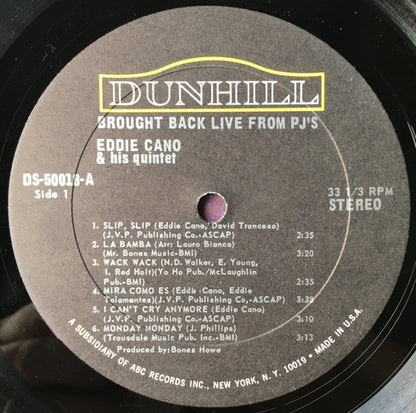 DUNHILL
BROUGHT BACK LIVE FROM PJ'S
EDDIE CANO
& his quintet
DS-50018-A
Side 1
33 1/3 RPM
STEREO
1. SLIP, SLIP (Eddie Cano, David Troncoso)
(J.V.P. Publishing Co.-ASCAP) 2:35
2. LA BAMBA (Arr: Lauro Bianco)
(Mr. Bones Music-BMI) 3:20
3. WACK WACK (N.D. Walker, E. Young,
I. Red Holt)(Yo Ho Pub./McLaughlin
Pub.-BMI) 2:35
4. MIRA COMO ES (Eddie Cano, Eddie
Talamantes)(J.V.P. Publishing Co.-ASCAP) 3:28
5. I CAN'T CRY ANYMORE (Eddie Cano)
(J.V.P. Publishing Co.-ASCAP) 3:10
6. MONDAY MONDAY (J. Phillips)
(Trousdale Music Pub. Inc.-BMI) 3:13
Produced by: Bones Howe
A SUBSIDIARY OF ABC RECORDS INC., NEW YORK, N.Y. 10019 • MADE IN U.S.A.